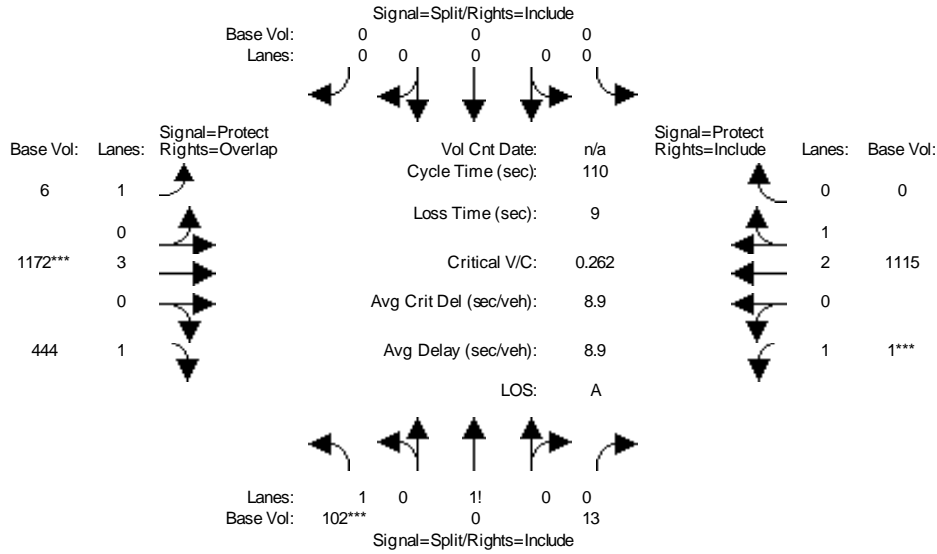 Signal=Split/Rights=Include
Base Vol: 0 0 0
Lanes: 0 0 0 0 0
Signal=Protect Signal=Protect
Base Vol: Lanes: Rights=Overlap Vol Cnt Date: n/a Rights=Include Lanes: Base Vol:
Cycle Time (sec): 110
6 1 0 0
Loss Time (sec): 9
0 1
1172*** 3 Critical V/C: 0.262 2 1115
0 Avg Crit Del (sec/veh): 8.9 0
444 1 Avg Delay (sec/veh): 8.9 1 1***
LOS: A
Lanes: 1 0 1! 0 0
Base Vol: 102*** 0 13
Signal=Split/Rights=Include